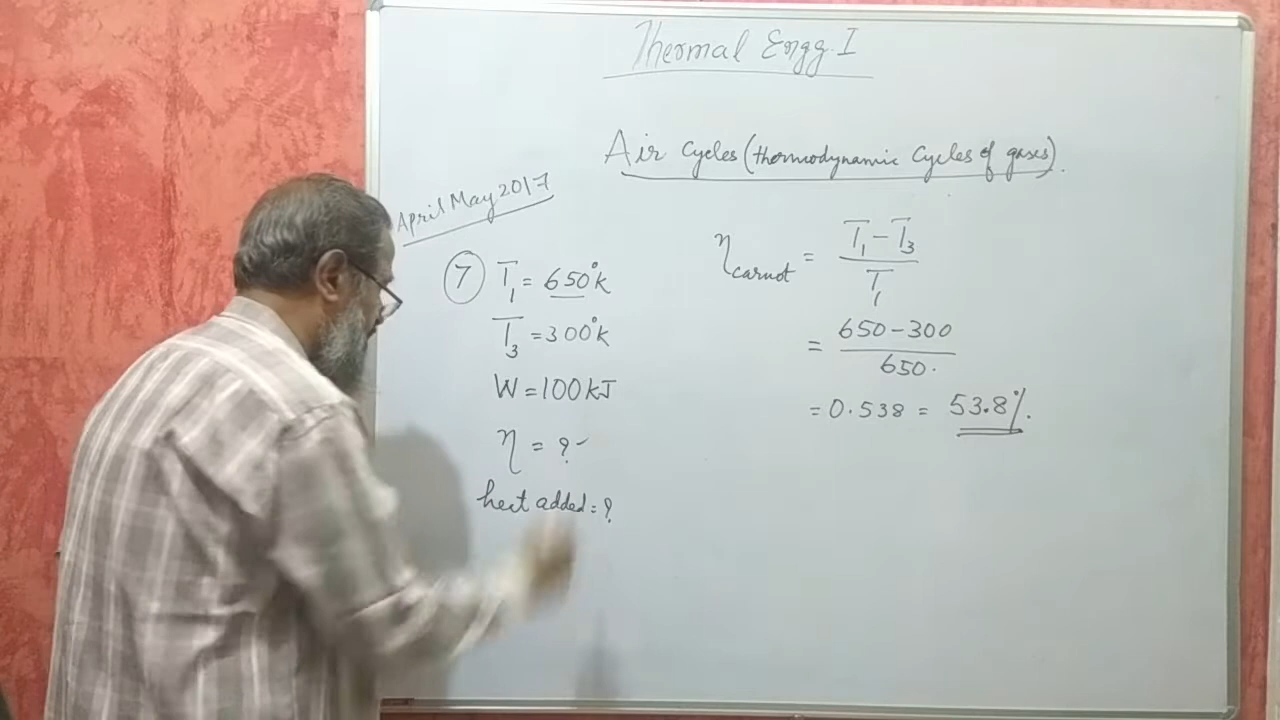 Thermal Engg. I
Air Cycles (thermodynamic Cycles of gases).
April May 2017
7 T₁ = 650°K
T₃ = 300°K
W = 100 KJ
η = ?
heat added = ?
η carnot = T₁ - T₃ / T₁
= 650 - 300 / 650.
= 0.538 = 53.8%.